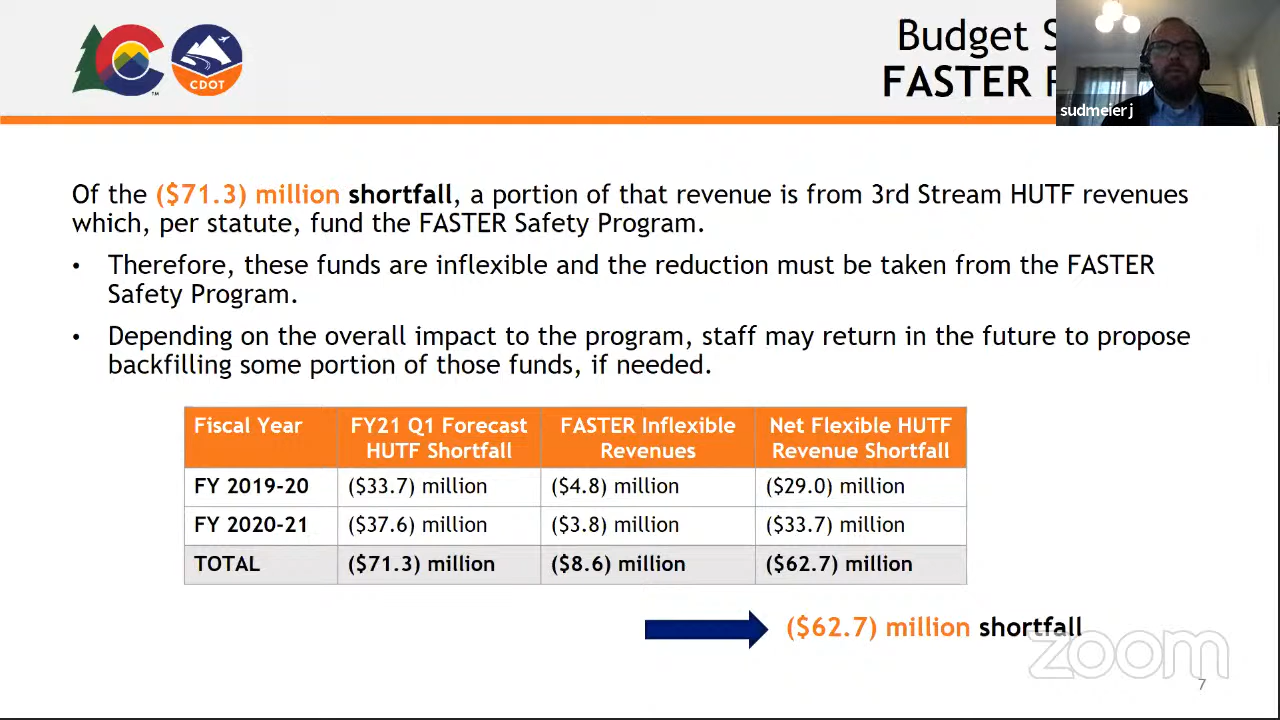 CDOT
TM
Budget S
FASTER
sudmeierj
Of the ($71.3) million shortfall, a portion of that revenue is from 3rd Stream HUTF revenues
which, per statute, fund the FASTER Safety Program.
• Therefore, these funds are inflexible and the reduction must be taken from the FASTER
Safety Program.
• Depending on the overall impact to the program, staff may return in the future to propose
backfilling some portion of those funds, if needed.
Fiscal Year FY21 Q1 Forecast HUTF Shortfall FASTER Inflexible Revenues Net Flexible HUTF Revenue Shortfall
FY 2019-20 ($33.7) million ($4.8) million ($29.0) million
FY 2020-21 ($37.6) million ($3.8) million ($33.7) million
TOTAL ($71.3) million ($8.6) million ($62.7) million
($62.7) million shortfall
zoom
7